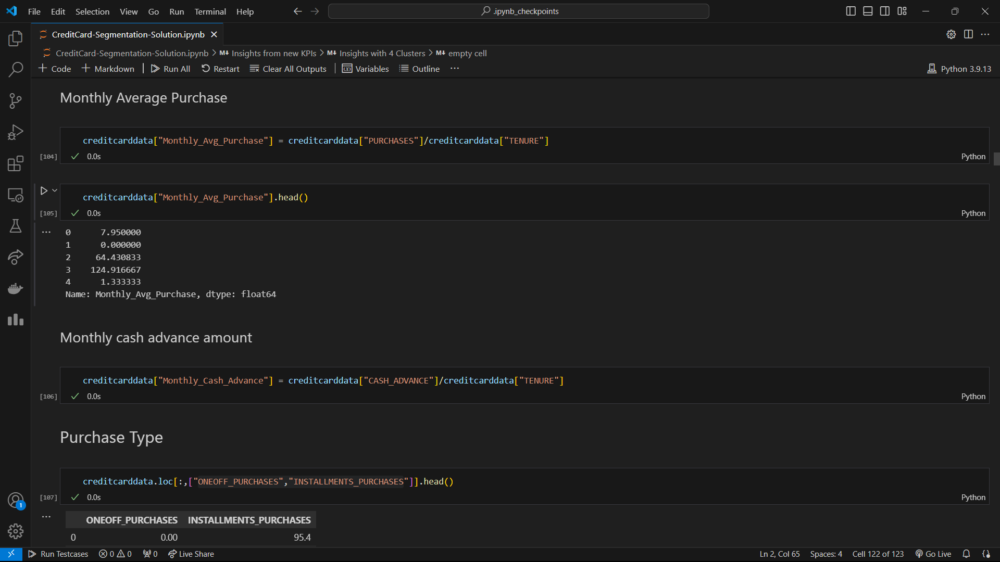 File Edit Selection View Go Run Terminal Help .ipynb_checkpoints
CreditCard-Segmentation-Solution.ipynb
CreditCard-Segmentation-Solution.ipynb > M↓ Insights from new KPIs > M↓ Insights with 4 Clusters > M↓ empty cell
+ Code + Markdown | Run All Restart Clear All Outputs | Variables Outline ··· Python 3.9.13
Monthly Average Purchase
creditcarddata["Monthly_Avg_Purchase"] = creditcarddata["PURCHASES"]/creditcarddata["TENURE"]
[104] ✓ 0.0s Python
creditcarddata["Monthly_Avg_Purchase"].head()
[105] ✓ 0.0s Python
0 7.950000
1 0.000000
2 64.430833
3 124.916667
4 1.333333
Name: Monthly_Avg_Purchase, dtype: float64
Monthly cash advance amount
creditcarddata["Monthly_Cash_Advance"] = creditcarddata["CASH_ADVANCE"]/creditcarddata["TENURE"]
[106] ✓ 0.0s Python
Purchase Type
creditcarddata.loc[:,["ONEOFF_PURCHASES","INSTALLMENTS_PURCHASES"]].head()
[107] ✓ 0.0s Python
ONEOFF_PURCHASES INSTALLMENTS_PURCHASES
0 0.00 95.4
1
Run Testcases 0 0 0 Live Share Ln 2, Col 65 Spaces: 4 Cell 122 of 123 Go Live